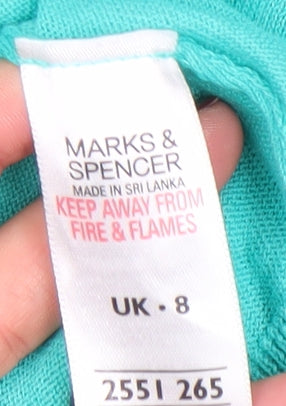 MARKS &
SPENCER
MADE IN SRI LANKA
KEEP AWAY FROM
FIRE & FLAMES
UK • 8
2551 265